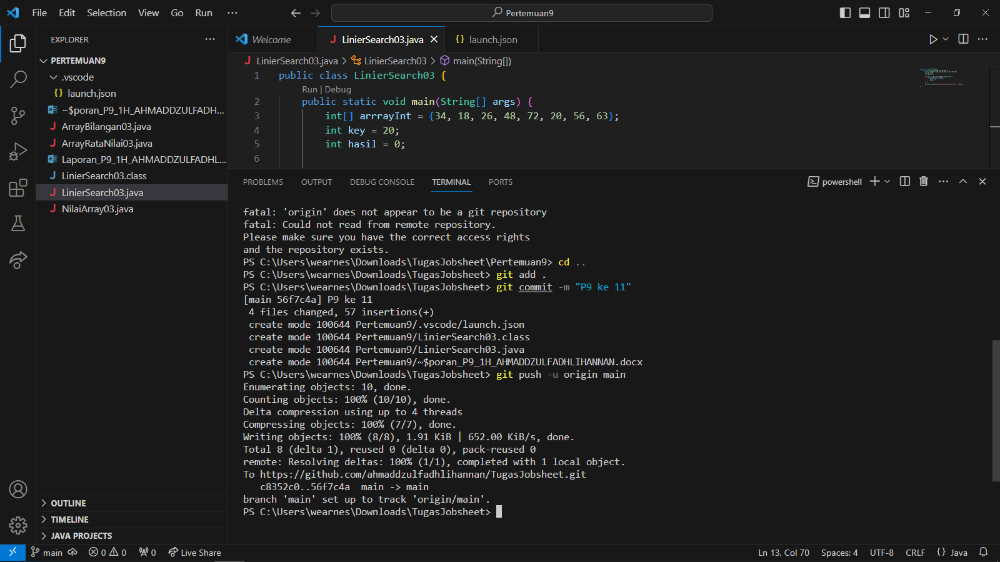 File Edit Selection View Go Run ···
Pertemuan9
EXPLORER
PERTEMUAN9
.vscode
{} launch.json
~$poran_P9_1H_AHMADDZULFADH...
J ArrayBilangan03.java
J ArrayRataNilai03.java
Laporan_P9_1H_AHMADDZULFADHL...
J LinierSearch03.class
J LinierSearch03.java
J NilaiArray03.java
OUTLINE
TIMELINE
JAVA PROJECTS
Welcome
J LinierSearch03.java
{} launch.json
J LinierSearch03.java > LinierSearch03 > main(String[])
1 public class LinierSearch03 {
Run | Debug
2 public static void main(String[] args) {
3 int[] arrrayInt = {34, 18, 26, 48, 72, 20, 56, 63};
4 int key = 20;
5 int hasil = 0;
6
PROBLEMS OUTPUT DEBUG CONSOLE TERMINAL PORTS
powershell
fatal: 'origin' does not appear to be a git repository
fatal: Could not read from remote repository.
Please make sure you have the correct access rights
and the repository exists.
PS C:\Users\wearnes\Downloads\TugasJobsheet\Pertemuan9> cd ..
PS C:\Users\wearnes\Downloads\TugasJobsheet> git add .
PS C:\Users\wearnes\Downloads\TugasJobsheet> git commit -m "P9 ke 11"
[main 56f7c4a] P9 ke 11
4 files changed, 57 insertions(+)
create mode 100644 Pertemuan9/.vscode/launch.json
create mode 100644 Pertemuan9/LinierSearch03.class
create mode 100644 Pertemuan9/LinierSearch03.java
create mode 100644 Pertemuan9/~$poran_P9_1H_AHMADDZULFADHLIHANNAN.docx
PS C:\Users\wearnes\Downloads\TugasJobsheet> git push -u origin main
Enumerating objects: 10, done.
Counting objects: 100% (10/10), done.
Delta compression using up to 4 threads
Compressing objects: 100% (7/7), done.
Writing objects: 100% (8/8), 1.91 KiB | 652.00 KiB/s, done.
Total 8 (delta 1), reused 0 (delta 0), pack-reused 0
remote: Resolving deltas: 100% (1/1), completed with 1 local object.
To https://github.com/ahmaddzulfadhlihannan/TugasJobsheet.git
c8352c0..56f7c4a main -> main
branch 'main' set up to track 'origin/main'.
PS C:\Users\wearnes\Downloads\TugasJobsheet>
main 0 0 0 Live Share
Ln 13, Col 70 Spaces: 4 UTF-8 CRLF {} Java